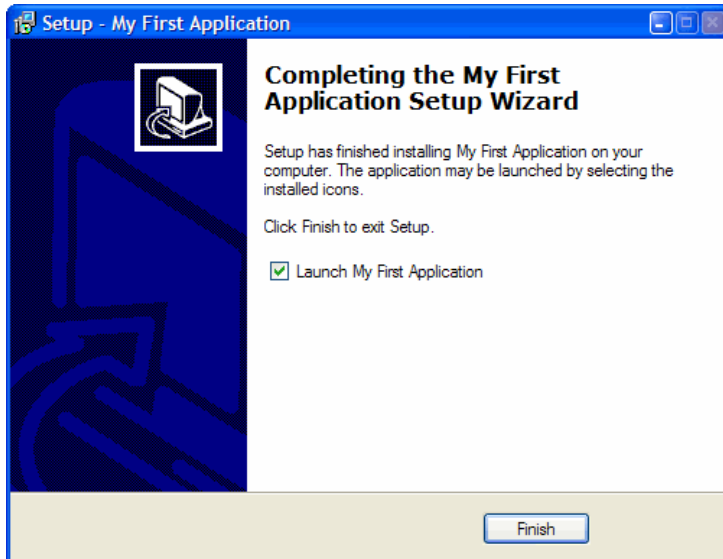 Setup - My First Application
Completing the My First
Application Setup Wizard
Setup has finished installing My First Application on your
computer. The application may be launched by selecting the
installed icons.
Click Finish to exit Setup.
Launch My First Application
Finish